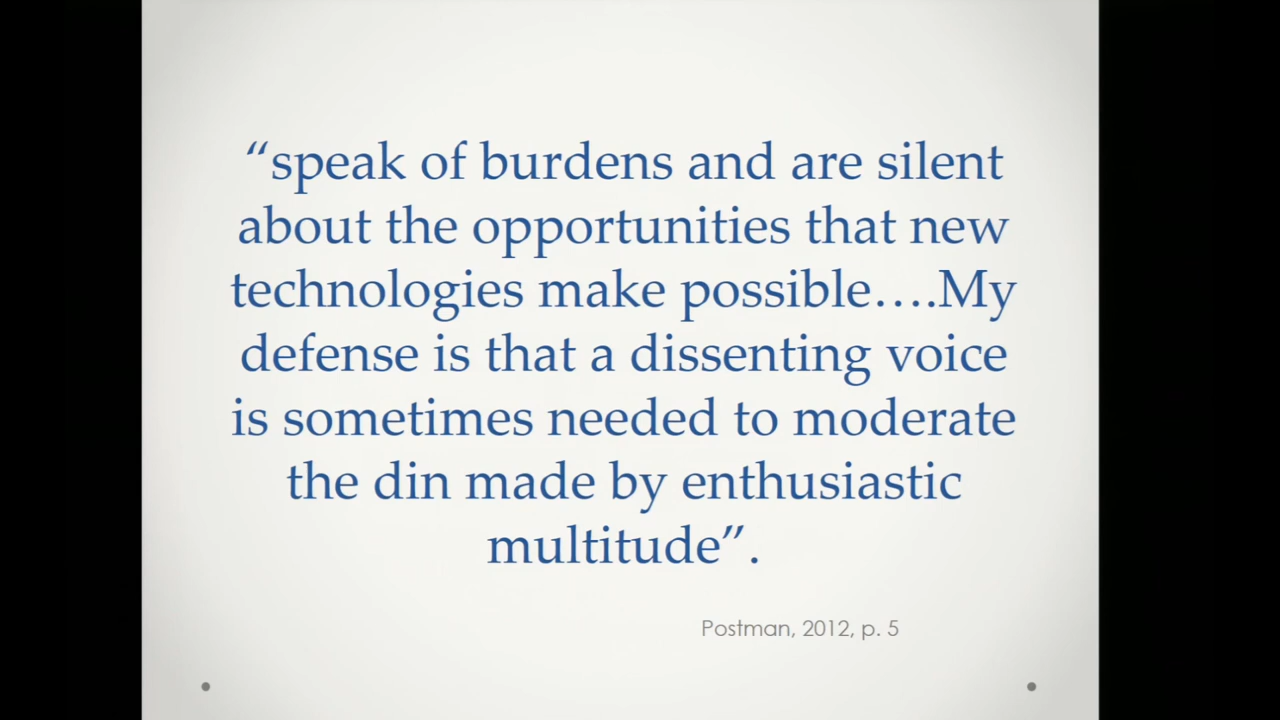 “speak of burdens and are silent
about the opportunities that new
technologies make possible….My
defense is that a dissenting voice
is sometimes needed to moderate
the din made by enthusiastic
multitude”.
Postman, 2012, p. 5